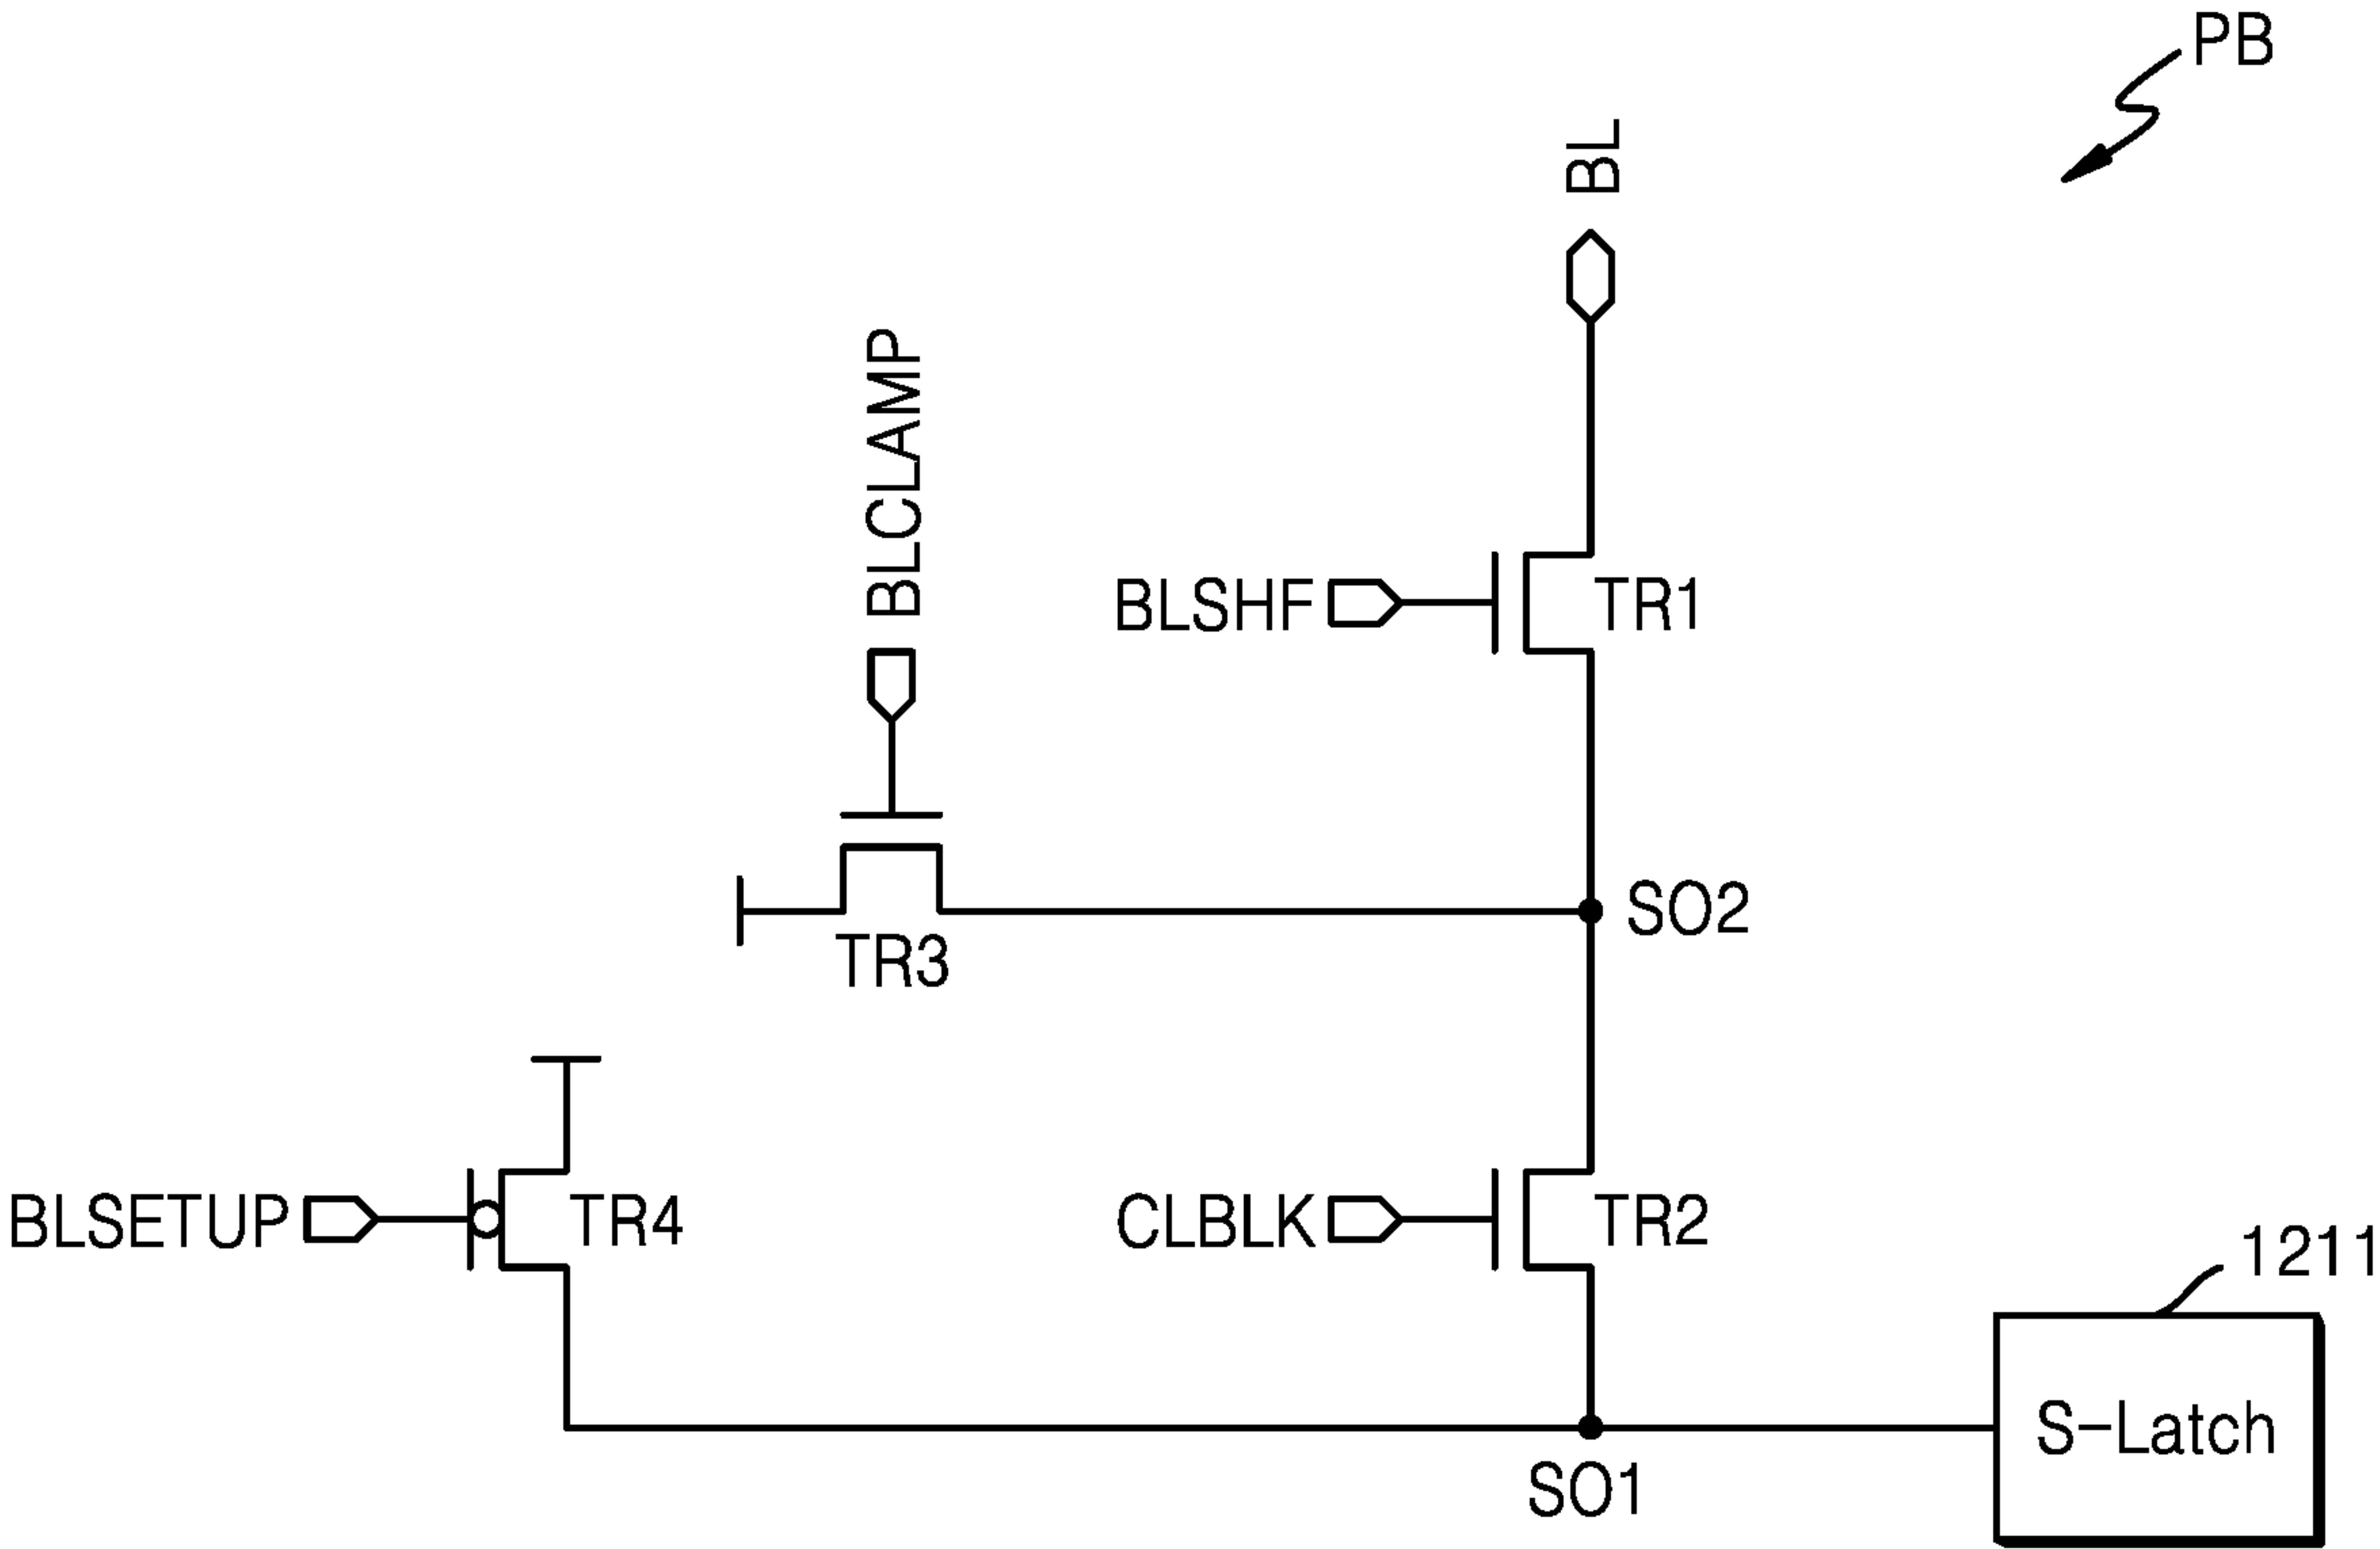 PB
BL
BLCLAMP
BLSHF
TR1
SO2
TR3
BLSETUP
TR4
CLBLK
TR2
1211
S-Latch
SO1